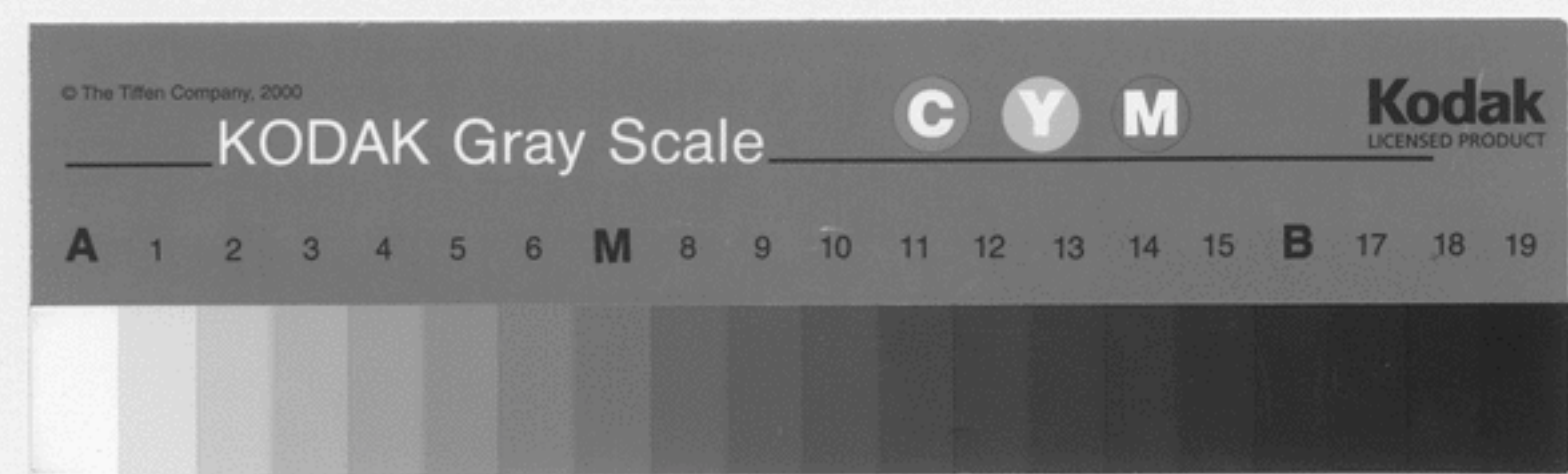 © The Tiffen Company, 2000
KODAK Gray Scale
C Y M
Kodak
LICENSED PRODUCT
A 1 2 3 4 5 6 M 8 9 10 11 12 13 14 15 B 17 18 19